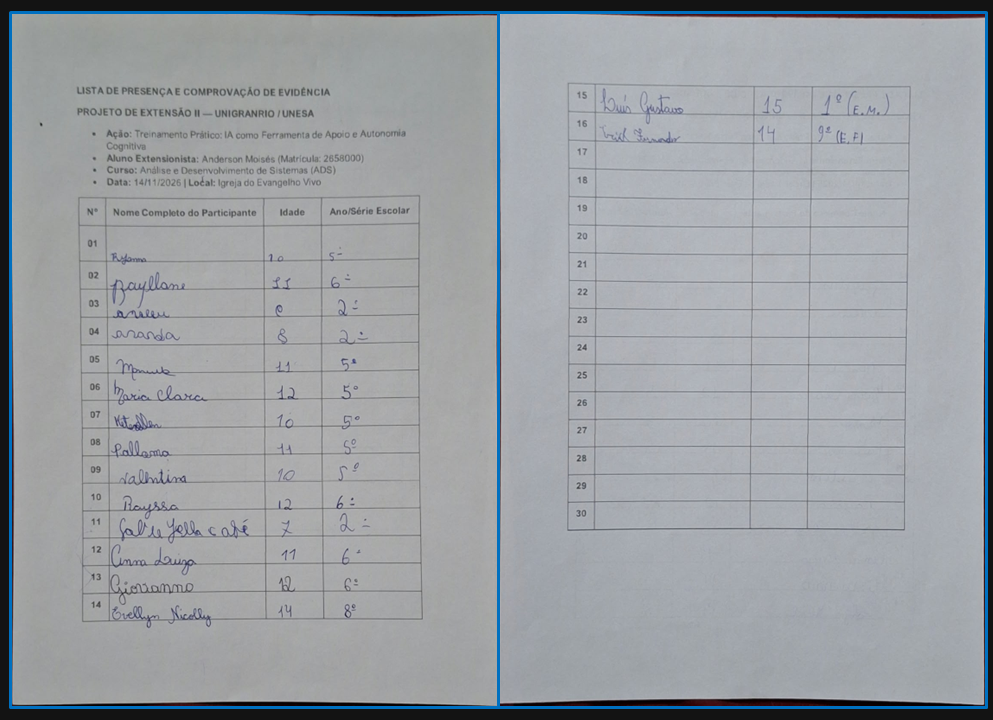 LISTA DE PRESENÇA E COMPROVAÇÃO DE EVIDÊNCIA
PROJETO DE EXTENSÃO II — UNIGRANRIO / UNESA
• Ação: Treinamento Prático: IA como Ferramenta de Apoio e Autonomia
Cognitiva
• Aluno Extensionista: Anderson Moisés (Matrícula: 2658000)
• Curso: Análise e Desenvolvimento de Sistemas (ADS)
• Data: 14/11/2025 | Local: Igreja do Evangelho Vivo
Nº Nome Completo do Participante Idade Ano/Série Escolar
01 10 5º
02 Rayllane 11 6º
03 2º
04 ananda 8 2º
05 11 5º
06 Maria Clara 12 5º
07 10 5º
08 Palloma 11 5º
09 Valentina 10 5º
10 Rayssa 12 6º
11 7 2º
12 Anna Luiza 11 6º
13 Giovanna 12 6º
14 Evellyn Nicolly 14 8º
15 Luis Gustavo 15 1º (E.M.)
16 14 9º (E.F)
17
18
19
20
21
22
23
24
25
26
27
28
29
30